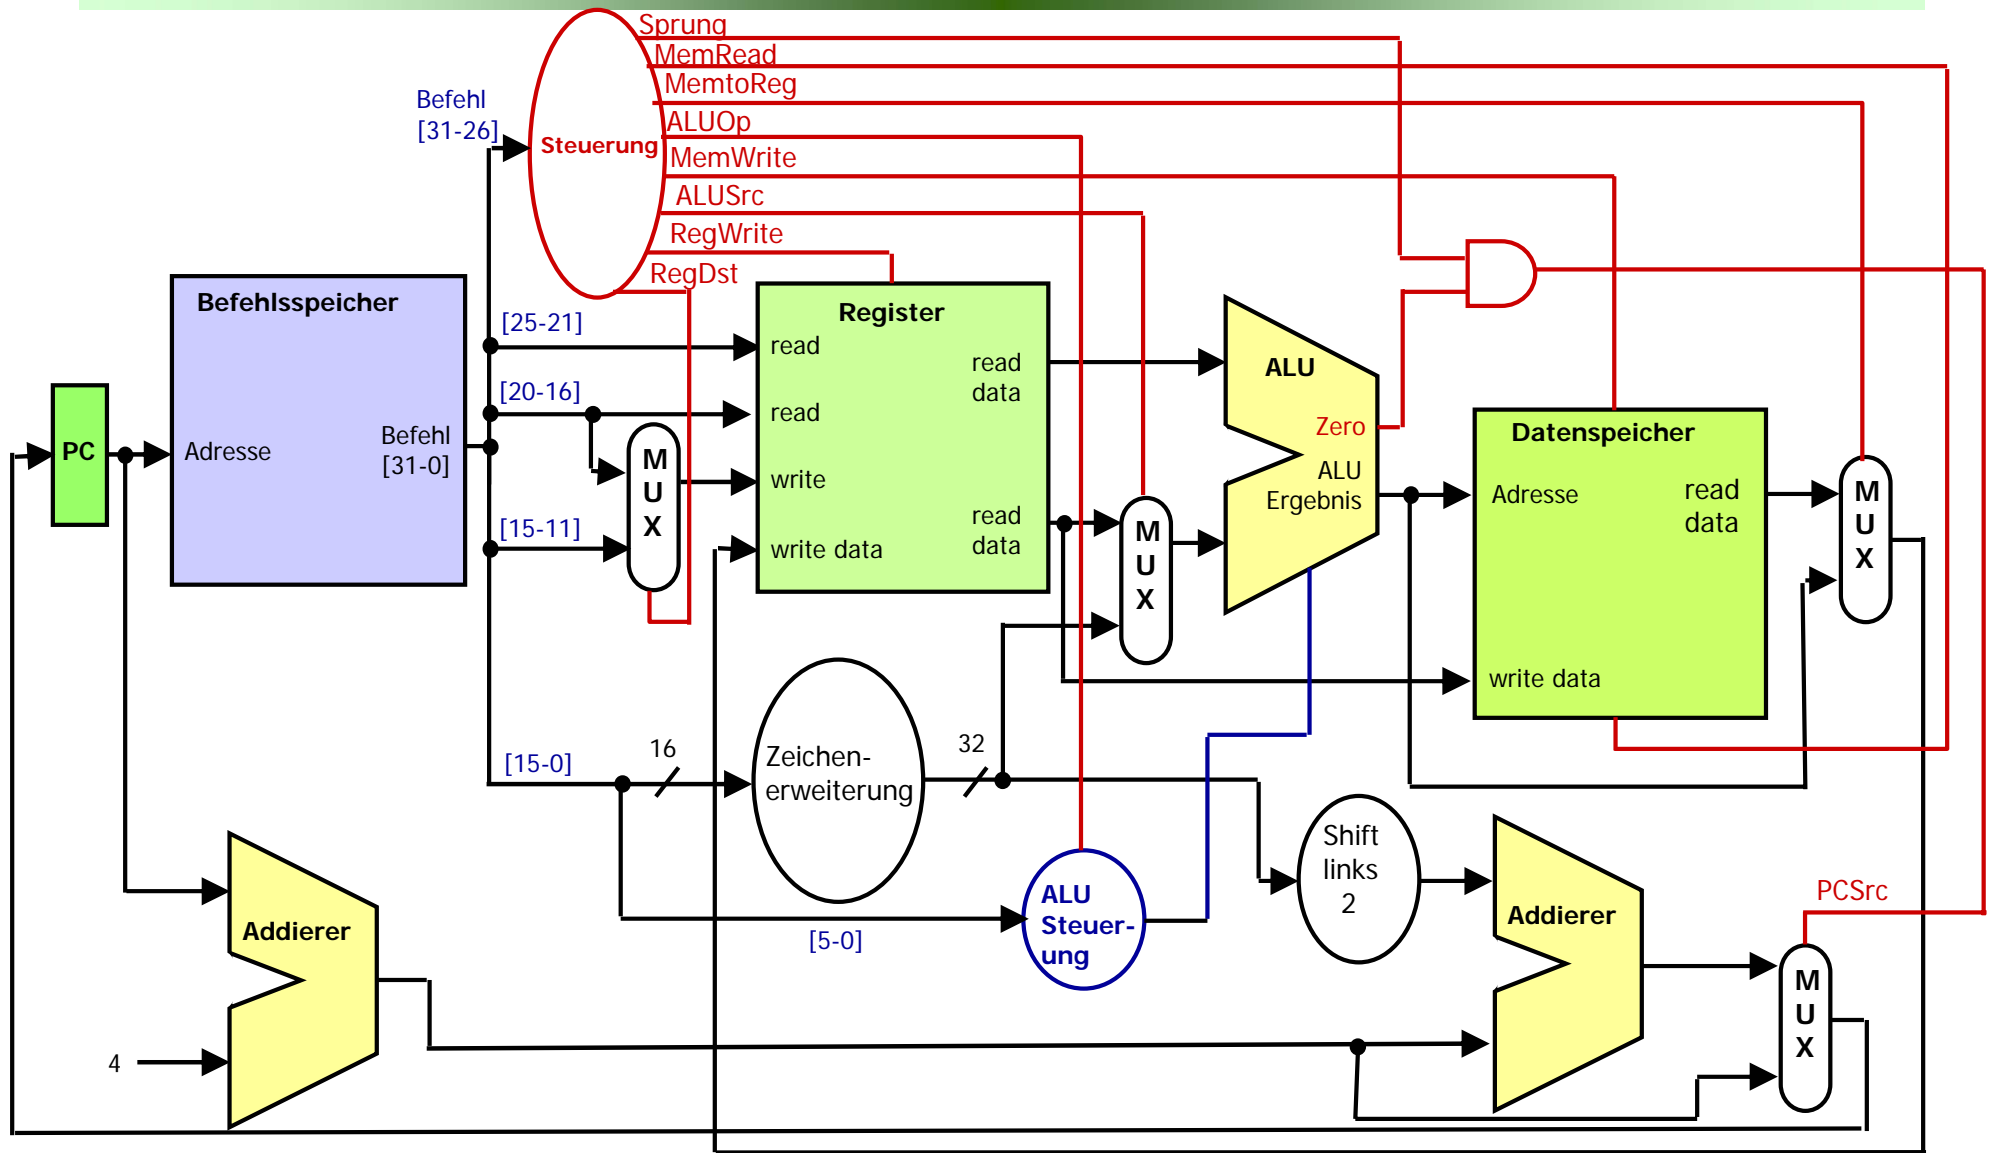 Sprung
MemRead
MemtoReg
Befehl
[31-26]
ALUOp
Steuerung
MemWrite
ALUSrc
RegWrite
RegDst
Befehlsspeicher
[25-21]
Register
read
read
data
ALU
[20-16]
read
PC
Adresse
Befehl
[31-0]
M
U
X
write
Zero
ALU
Ergebnis
Datenspeicher
Adresse
read
data
M
U
X
[15-11]
write data
read
data
M
U
X
write data
[15-0]
16
Zeichen-
erweiterung
32
Shift
links
2
PCSrc
Addierer
[5-0]
ALU
Steuer-
ung
Addierer
M
U
X
4